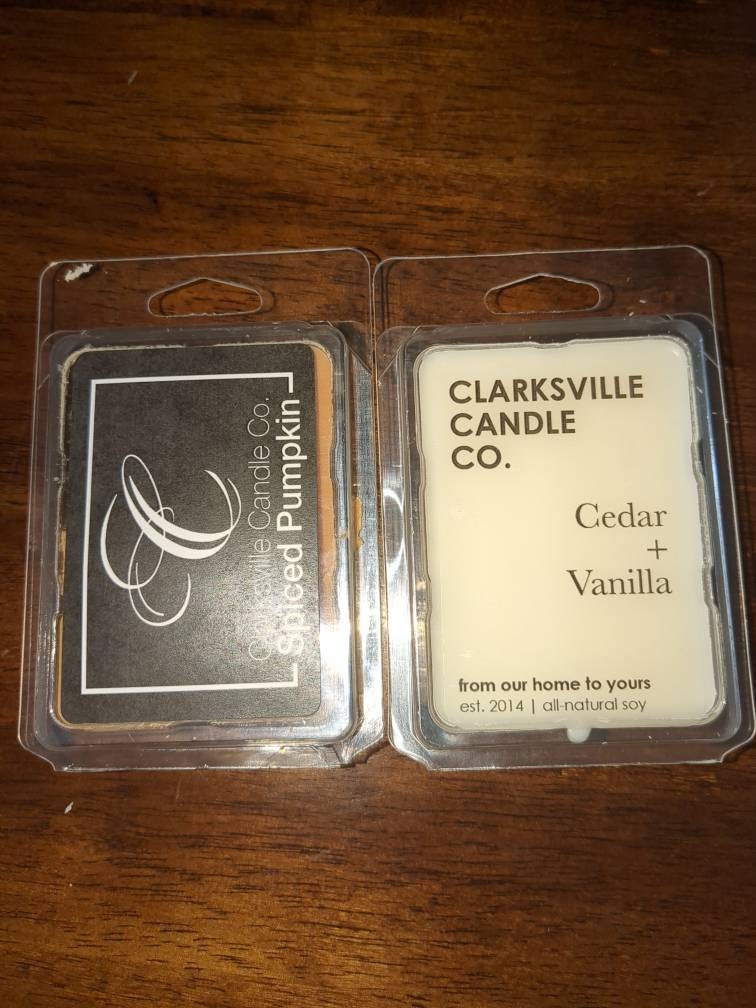 Clarksville Candle Co.
Spiced Pumpkin
CLARKSVILLE
CANDLE
CO.
Cedar
+
Vanilla
from our home to yours
est. 2014 | all-natural soy